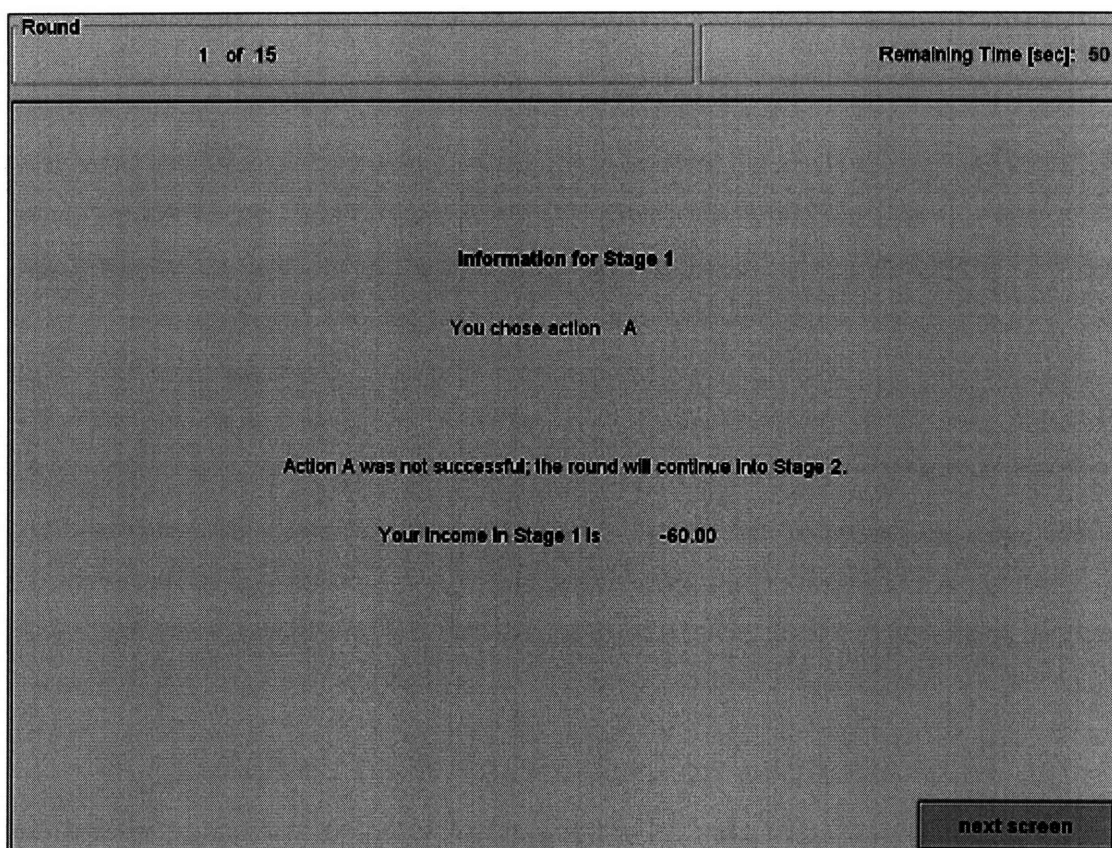 Round
1 of 15
Remaining Time [sec]: 50
Information for Stage 1
You chose action A
Action A was not successful; the round will continue into Stage 2.
Your income in Stage 1 is -60.00
next screen